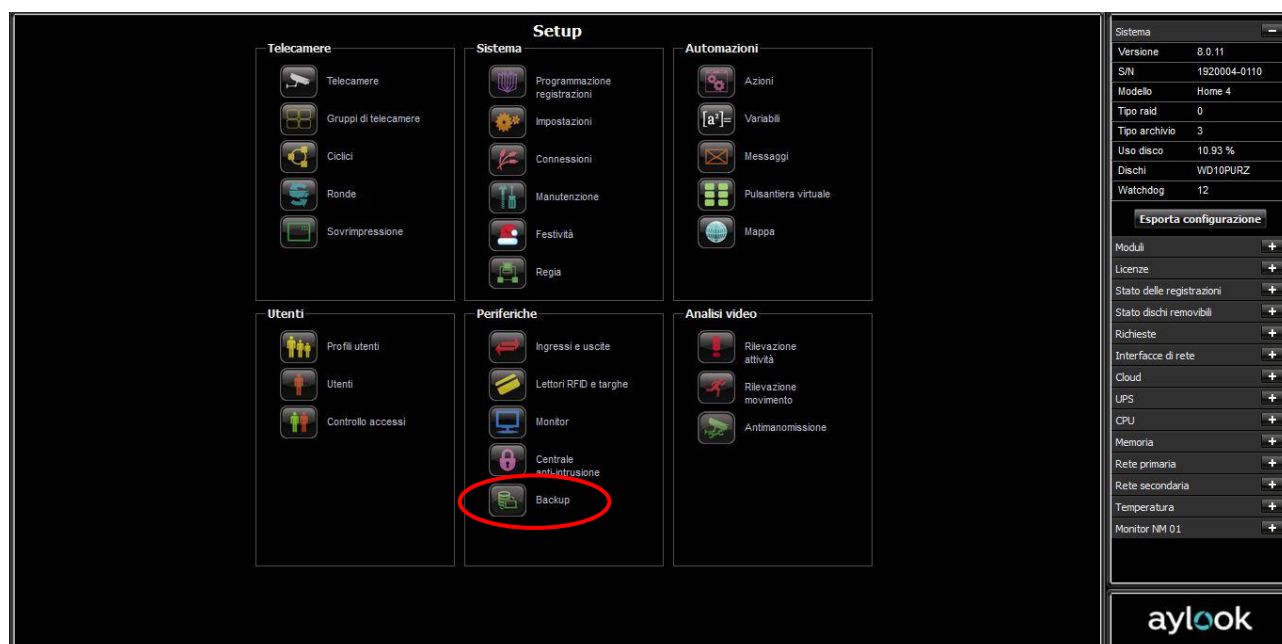 Setup
Telecamere
Telecamere
Gruppi di telecamere
Ciclici
Ronde
Sovrimpressione
Sistema
Programmazione
registrazioni
Impostazioni
Connessioni
Manutenzione
Festività
Regia
Automazioni
Azioni
[a²]=
Variabili
Messaggi
Pulsantiera virtuale
Mappa
Utenti
Profili utenti
Utenti
Controllo accessi
Periferiche
Ingressi e uscite
Lettori RFID e targhe
Monitor
Centrale
anti-intrusione
Backup
Analisi video
Rilevazione
attività
Rilevazione
movimento
Antimanomissione
Sistema
Versione 8.0.11
S/N 1920004-0110
Modello Home 4
Tipo raid 0
Tipo archivio 3
Uso disco 10.93 %
Dischi WD10PURZ
Watchdog 12
Esporta configurazione
Moduli
Licenze
Stato delle registrazioni
Stato dischi removibili
Richieste
Interfacce di rete
Cloud
UPS
CPU
Memoria
Rete primaria
Rete secondaria
Temperatura
Monitor NM 01
aylook